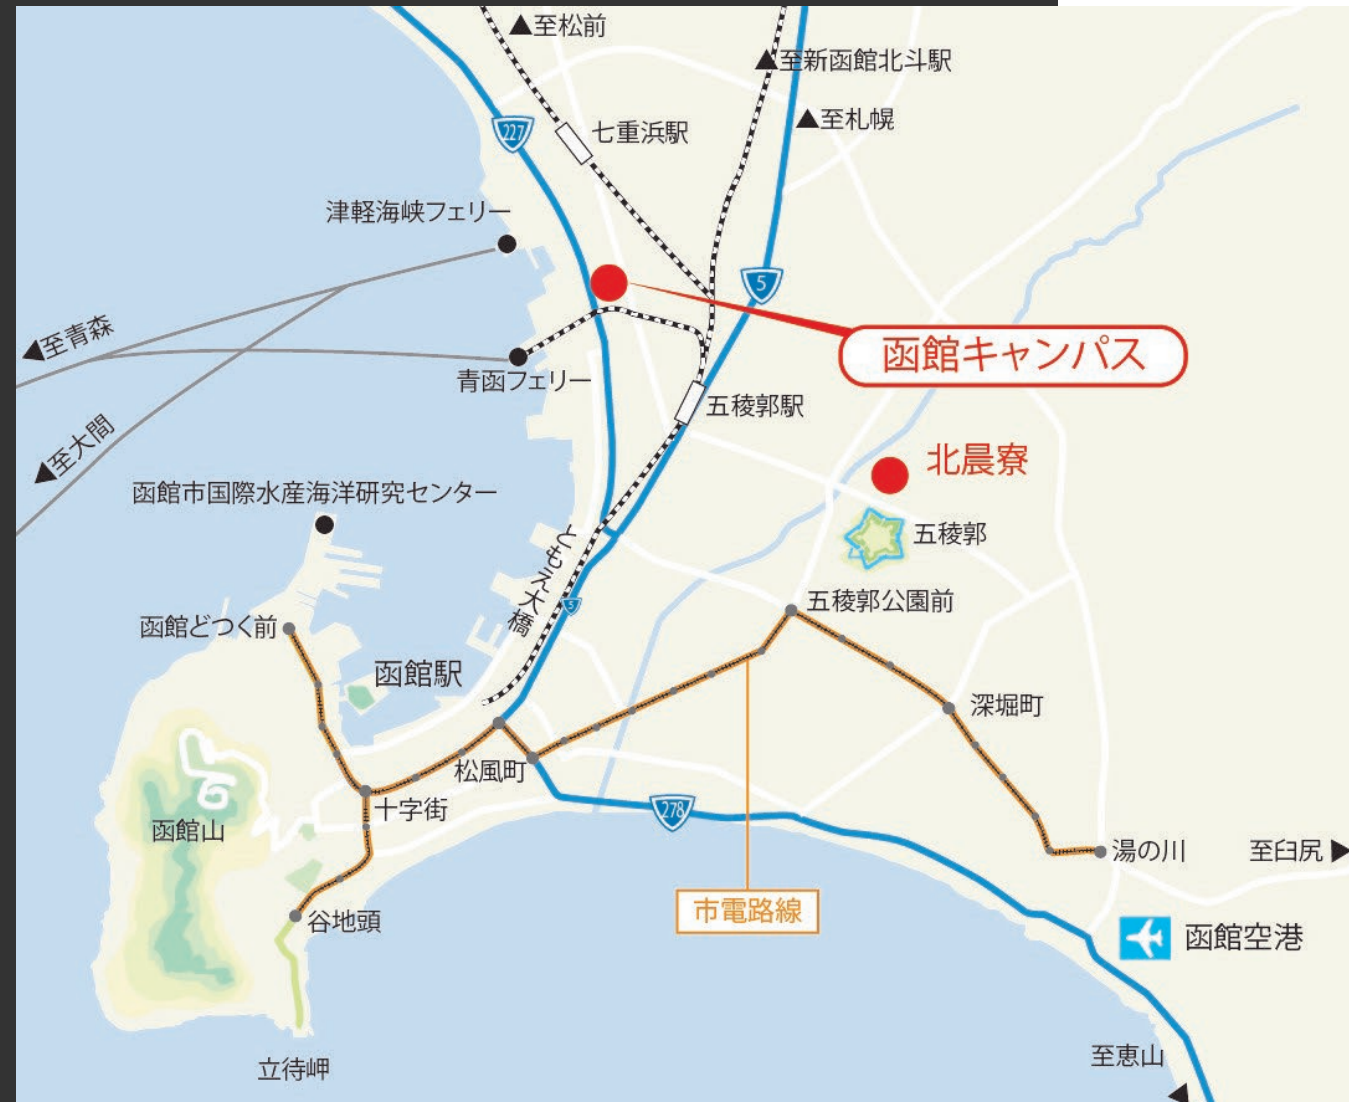 ▲至松前
▲至新函館北斗駅
▲至札幌
227
七重浜駅
津軽海峡フェリー
5
◀至青森
函館キャンパス
青函フェリー
五稜郭駅
◀至大間
北晨寮
函館市国際水産海洋研究センター
五稜郭
ともえ大橋
5
五稜郭公園前
函館どつく前
函館駅
深堀町
松風町
十字街
278
函館山
湯の川
至臼尻▶
市電路線
谷地頭
函館空港
至恵山
立待岬